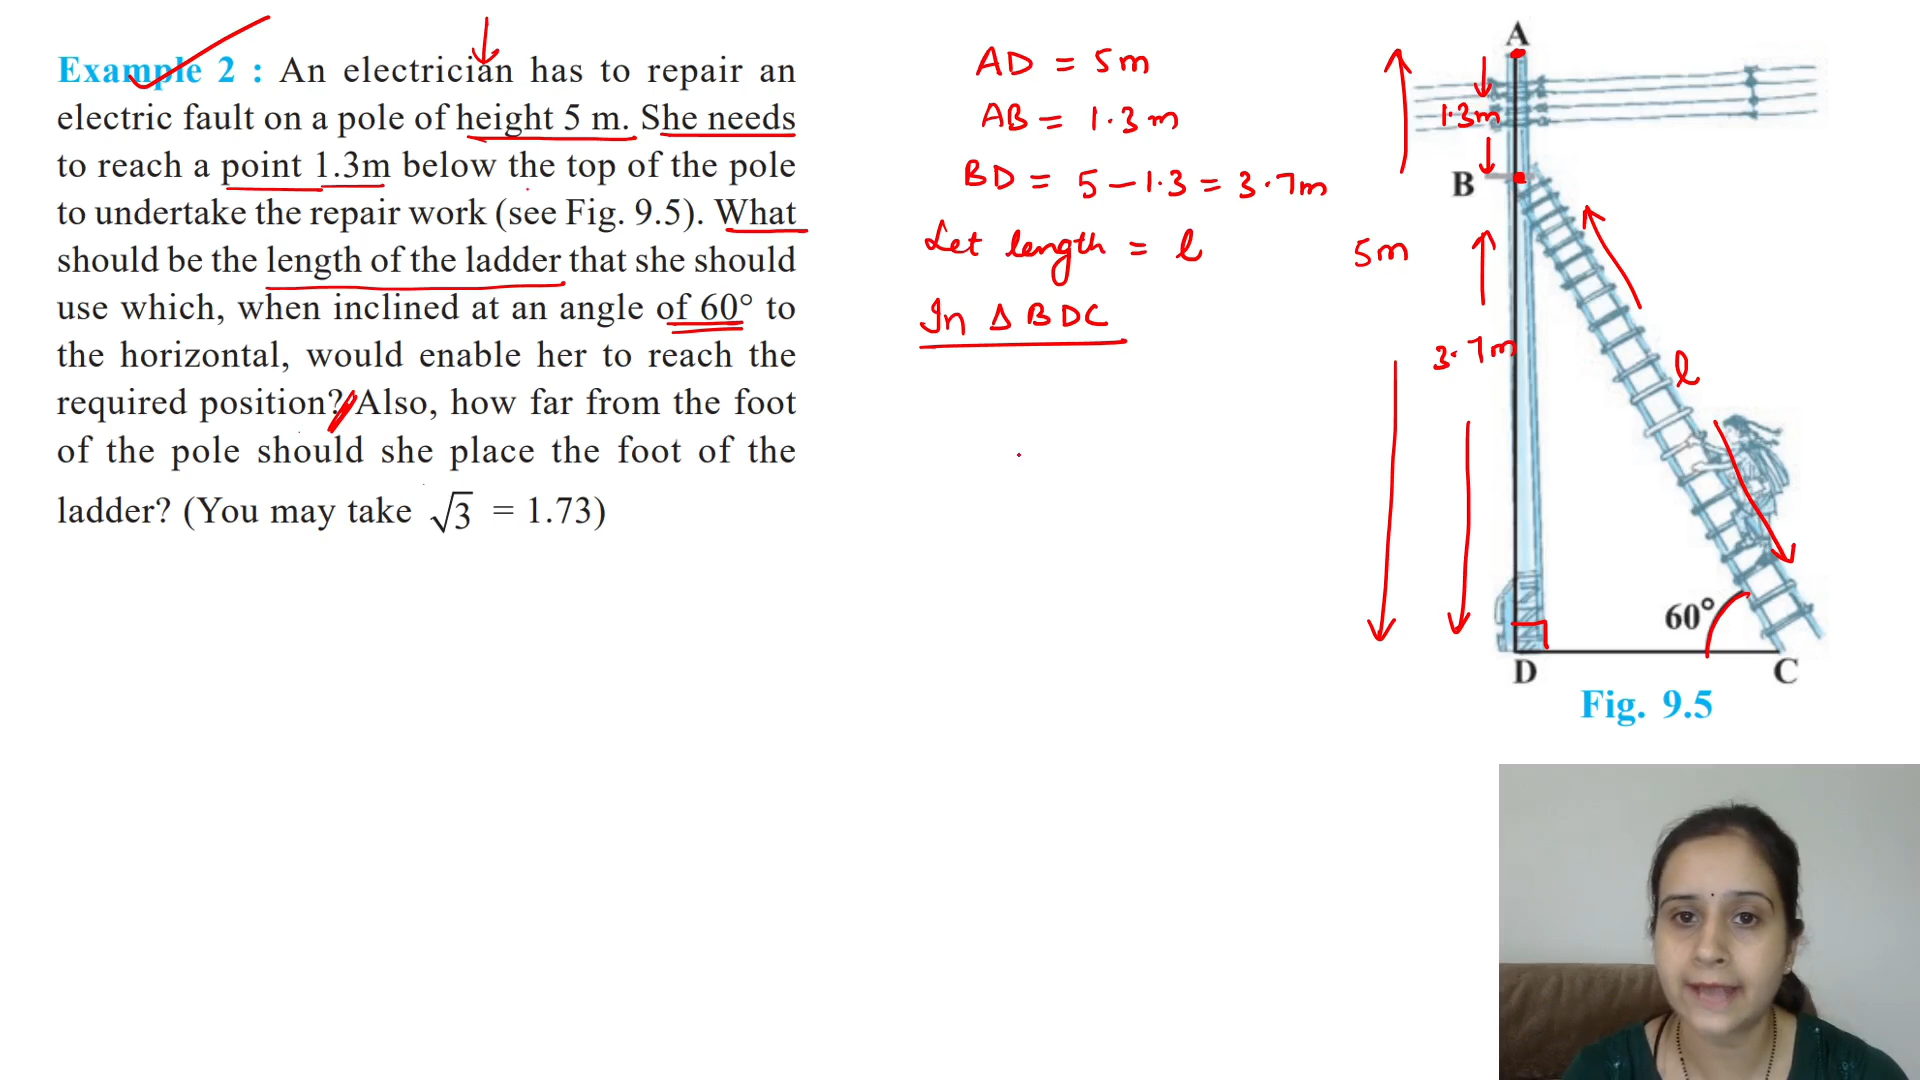 Example 2 : An electrician has to repair an
electric fault on a pole of height 5 m. She needs
to reach a point 1.3m below the top of the pole
to undertake the repair work (see Fig. 9.5). What
should be the length of the ladder that she should
use which, when inclined at an angle of 60° to
the horizontal, would enable her to reach the
required position? Also, how far from the foot
of the pole should she place the foot of the
ladder? (You may take √3 = 1.73)
AD = 5m
AB = 1.3m
BD = 5 - 1.3 = 3.7m
Let length = l
In Δ BDC
A
1.3m
B
5m
3.7m
l
60°
D
C
Fig. 9.5